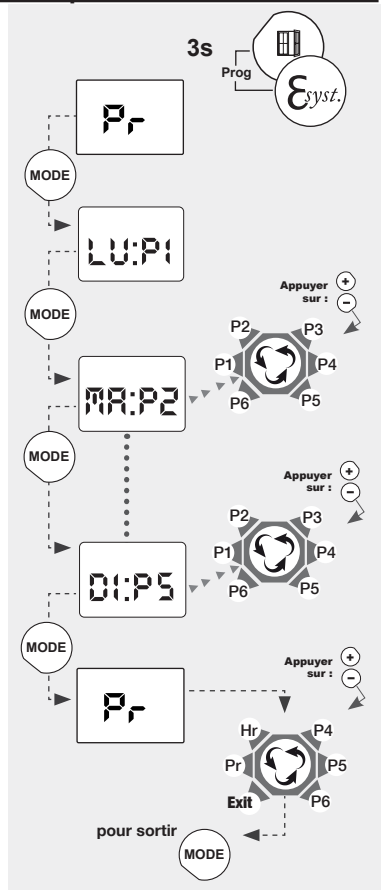 3s
Prog
Esyst.
Pr
MODE
LU:P1
MODE
Appuyer
sur :
+
-
P2
P3
P1
P4
P6
P5
MA:P2
MODE
Appuyer
sur :
+
-
P2
P3
P1
P4
P6
P5
DI:P5
MODE
Pr
Appuyer
sur :
+
-
Hr
P4
Pr
P5
Exit
P6
pour sortir
MODE